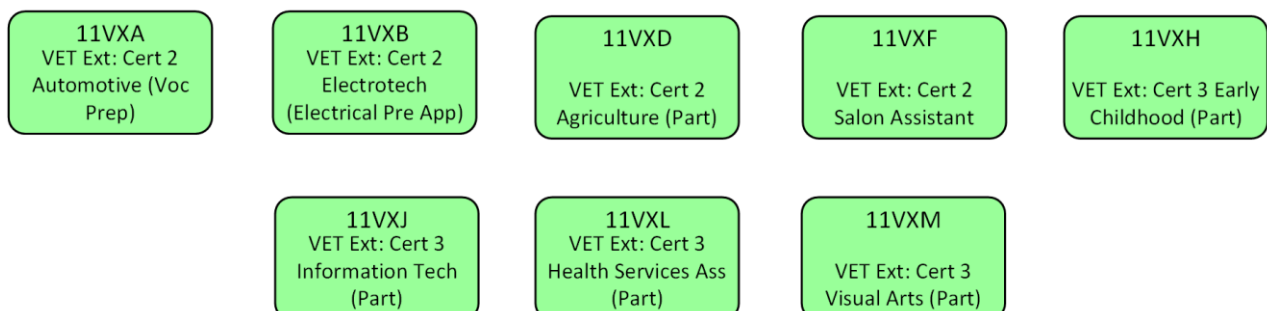 11VXA
VET Ext: Cert 2
Automotive (Voc
Prep)
11VXB
VET Ext: Cert 2
Electrotech
(Electrical Pre App)
11VXD
VET Ext: Cert 2
Agriculture (Part)
11VXF
VET Ext: Cert 2
Salon Assistant
11VXH
VET Ext: Cert 3 Early
Childhood (Part)
11VXJ
VET Ext: Cert 3
Information Tech
(Part)
11VXL
VET Ext: Cert 3
Health Services Ass
(Part)
11VXM
VET Ext: Cert 3
Visual Arts (Part)